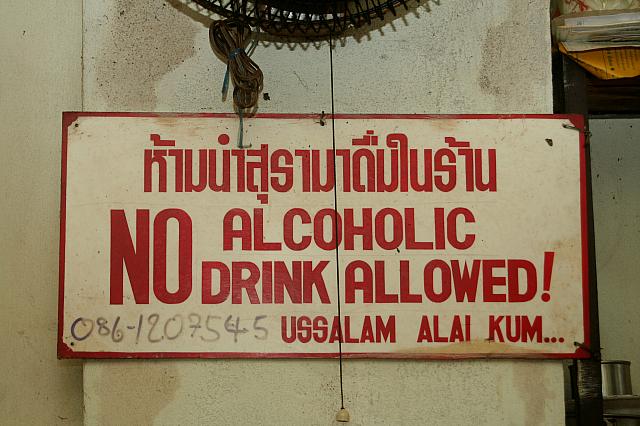 ห้ามนำสุรามาดื่มในร้าน
NO ALCOHOLIC
DRINK ALLOWED!
086-1207545 USSALAM ALAI KUM...